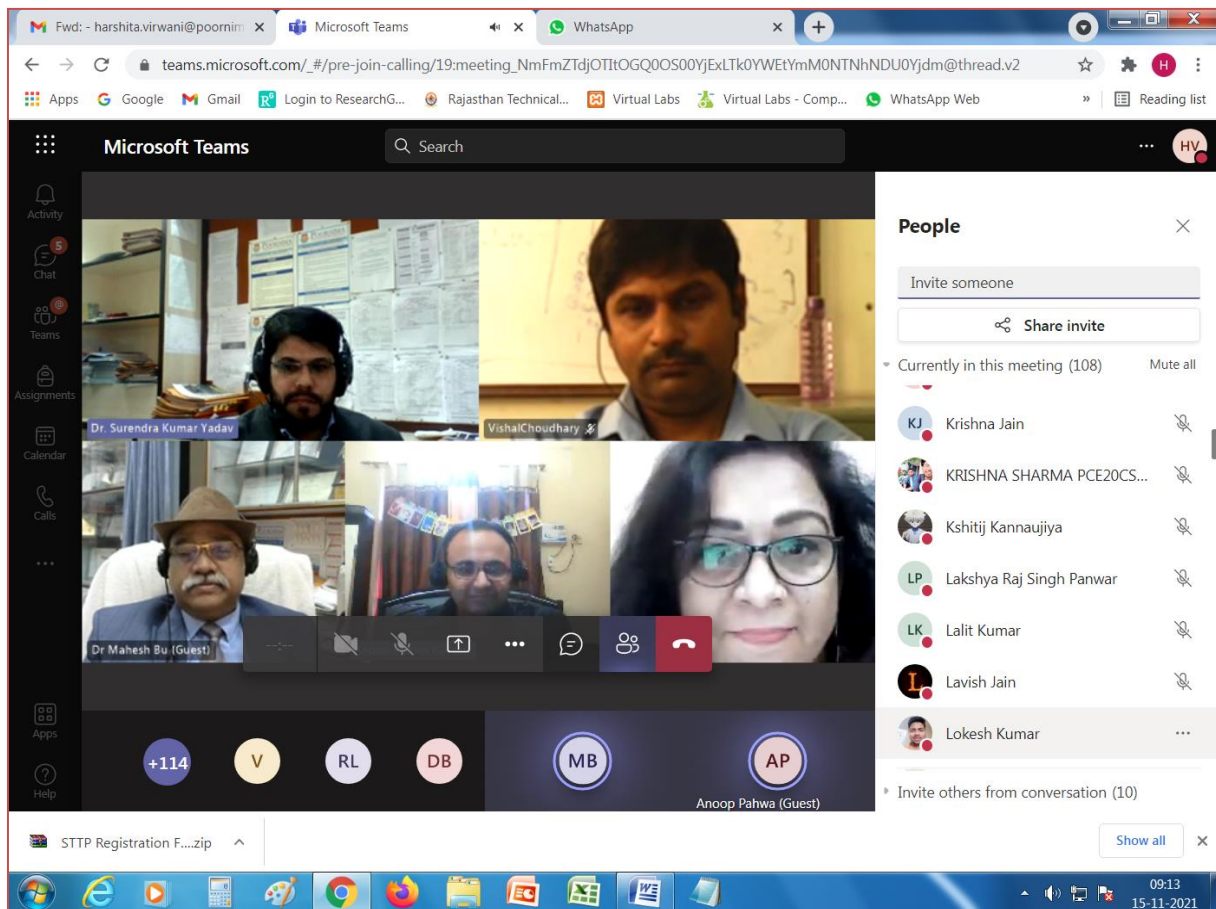 Fwd: - harshita.virwani@poornim
Microsoft Teams
WhatsApp
teams.microsoft.com/_#/pre-join-calling/19:meeting_NmFmZTdjOTItOGQ0OS00YjExLTk0YWEtYmM0NTNhNDU0Yjdm@thread.v2
H
Apps Google Gmail Login to ResearchG... Rajasthan Technical... Virtual Labs Virtual Labs - Comp... WhatsApp Web » Reading list
Microsoft Teams
Search
HV
Activity
5
Chat
@
Teams
Assignments
Calendar
Calls
Apps
Help
Dr. Surendra Kumar Yadav
VishalChoudhary
Dr Mahesh Bu (Guest)
--:--
+114
V
RL
DB
MB
AP
Anoop Pahwa (Guest)
People
Invite someone
Share invite
Currently in this meeting (108) Mute all
KJ Krishna Jain
KRISHNA SHARMA PCE20CS...
Kshitij Kannaujiya
LP Lakshya Raj Singh Panwar
LK Lalit Kumar
L Lavish Jain
Lokesh Kumar
Invite others from conversation (10)
STTP Registration F....zip
Show all
09:13
15-11-2021